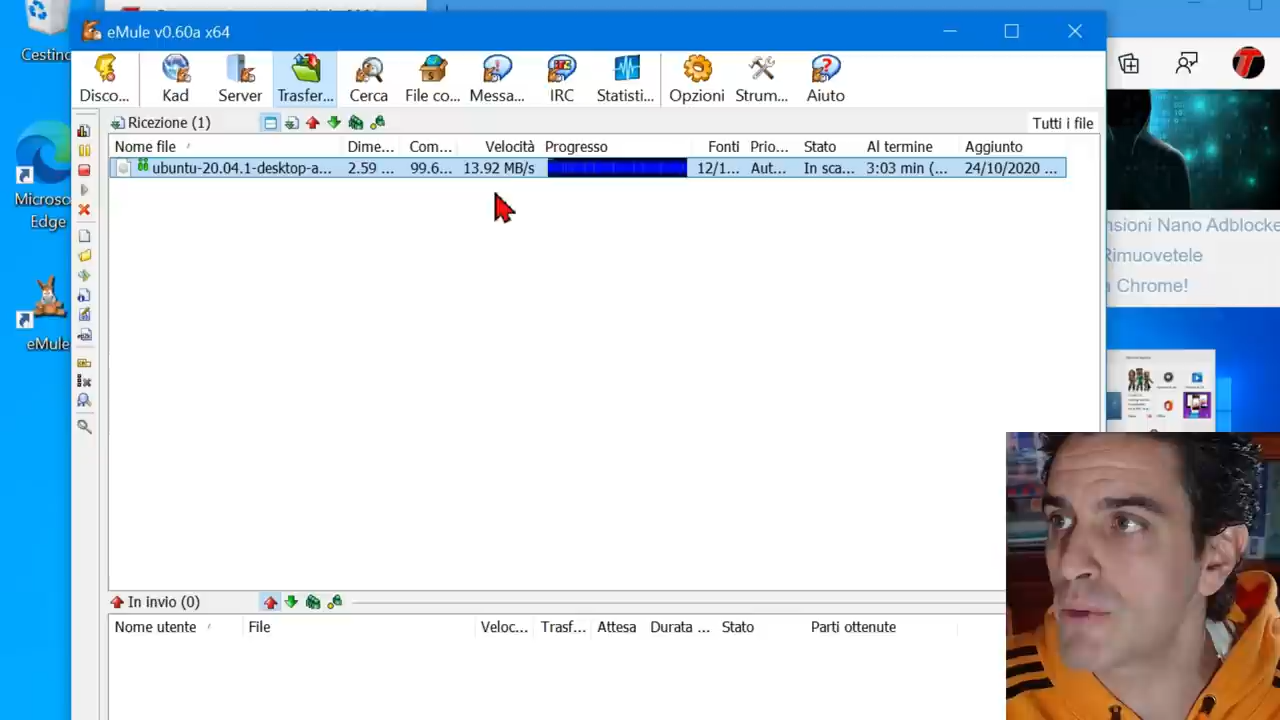 Cestino
Microso
Edge
eMule
eMule v0.60a x64
Disco...
Kad
Server
Trasfer...
Cerca
File co...
Messa...
IRC
Statisti...
Opzioni
Strum...
Aiuto
Ricezione (1)
Tutti i file
Nome file Dime... Com... Velocità Progresso Fonti Prio... Stato Al termine Aggiunto
ubuntu-20.04.1-desktop-a... 2.59 ... 99.6... 13.92 MB/s 12/1... Aut... In sca... 3:03 min (... 24/10/2020 ...
In invio (0)
Nome utente File Veloc... Trasf... Attesa Durata ... Stato Parti ottenute
nsioni Nano Adblocke
Rimuovetele
a Chrome!